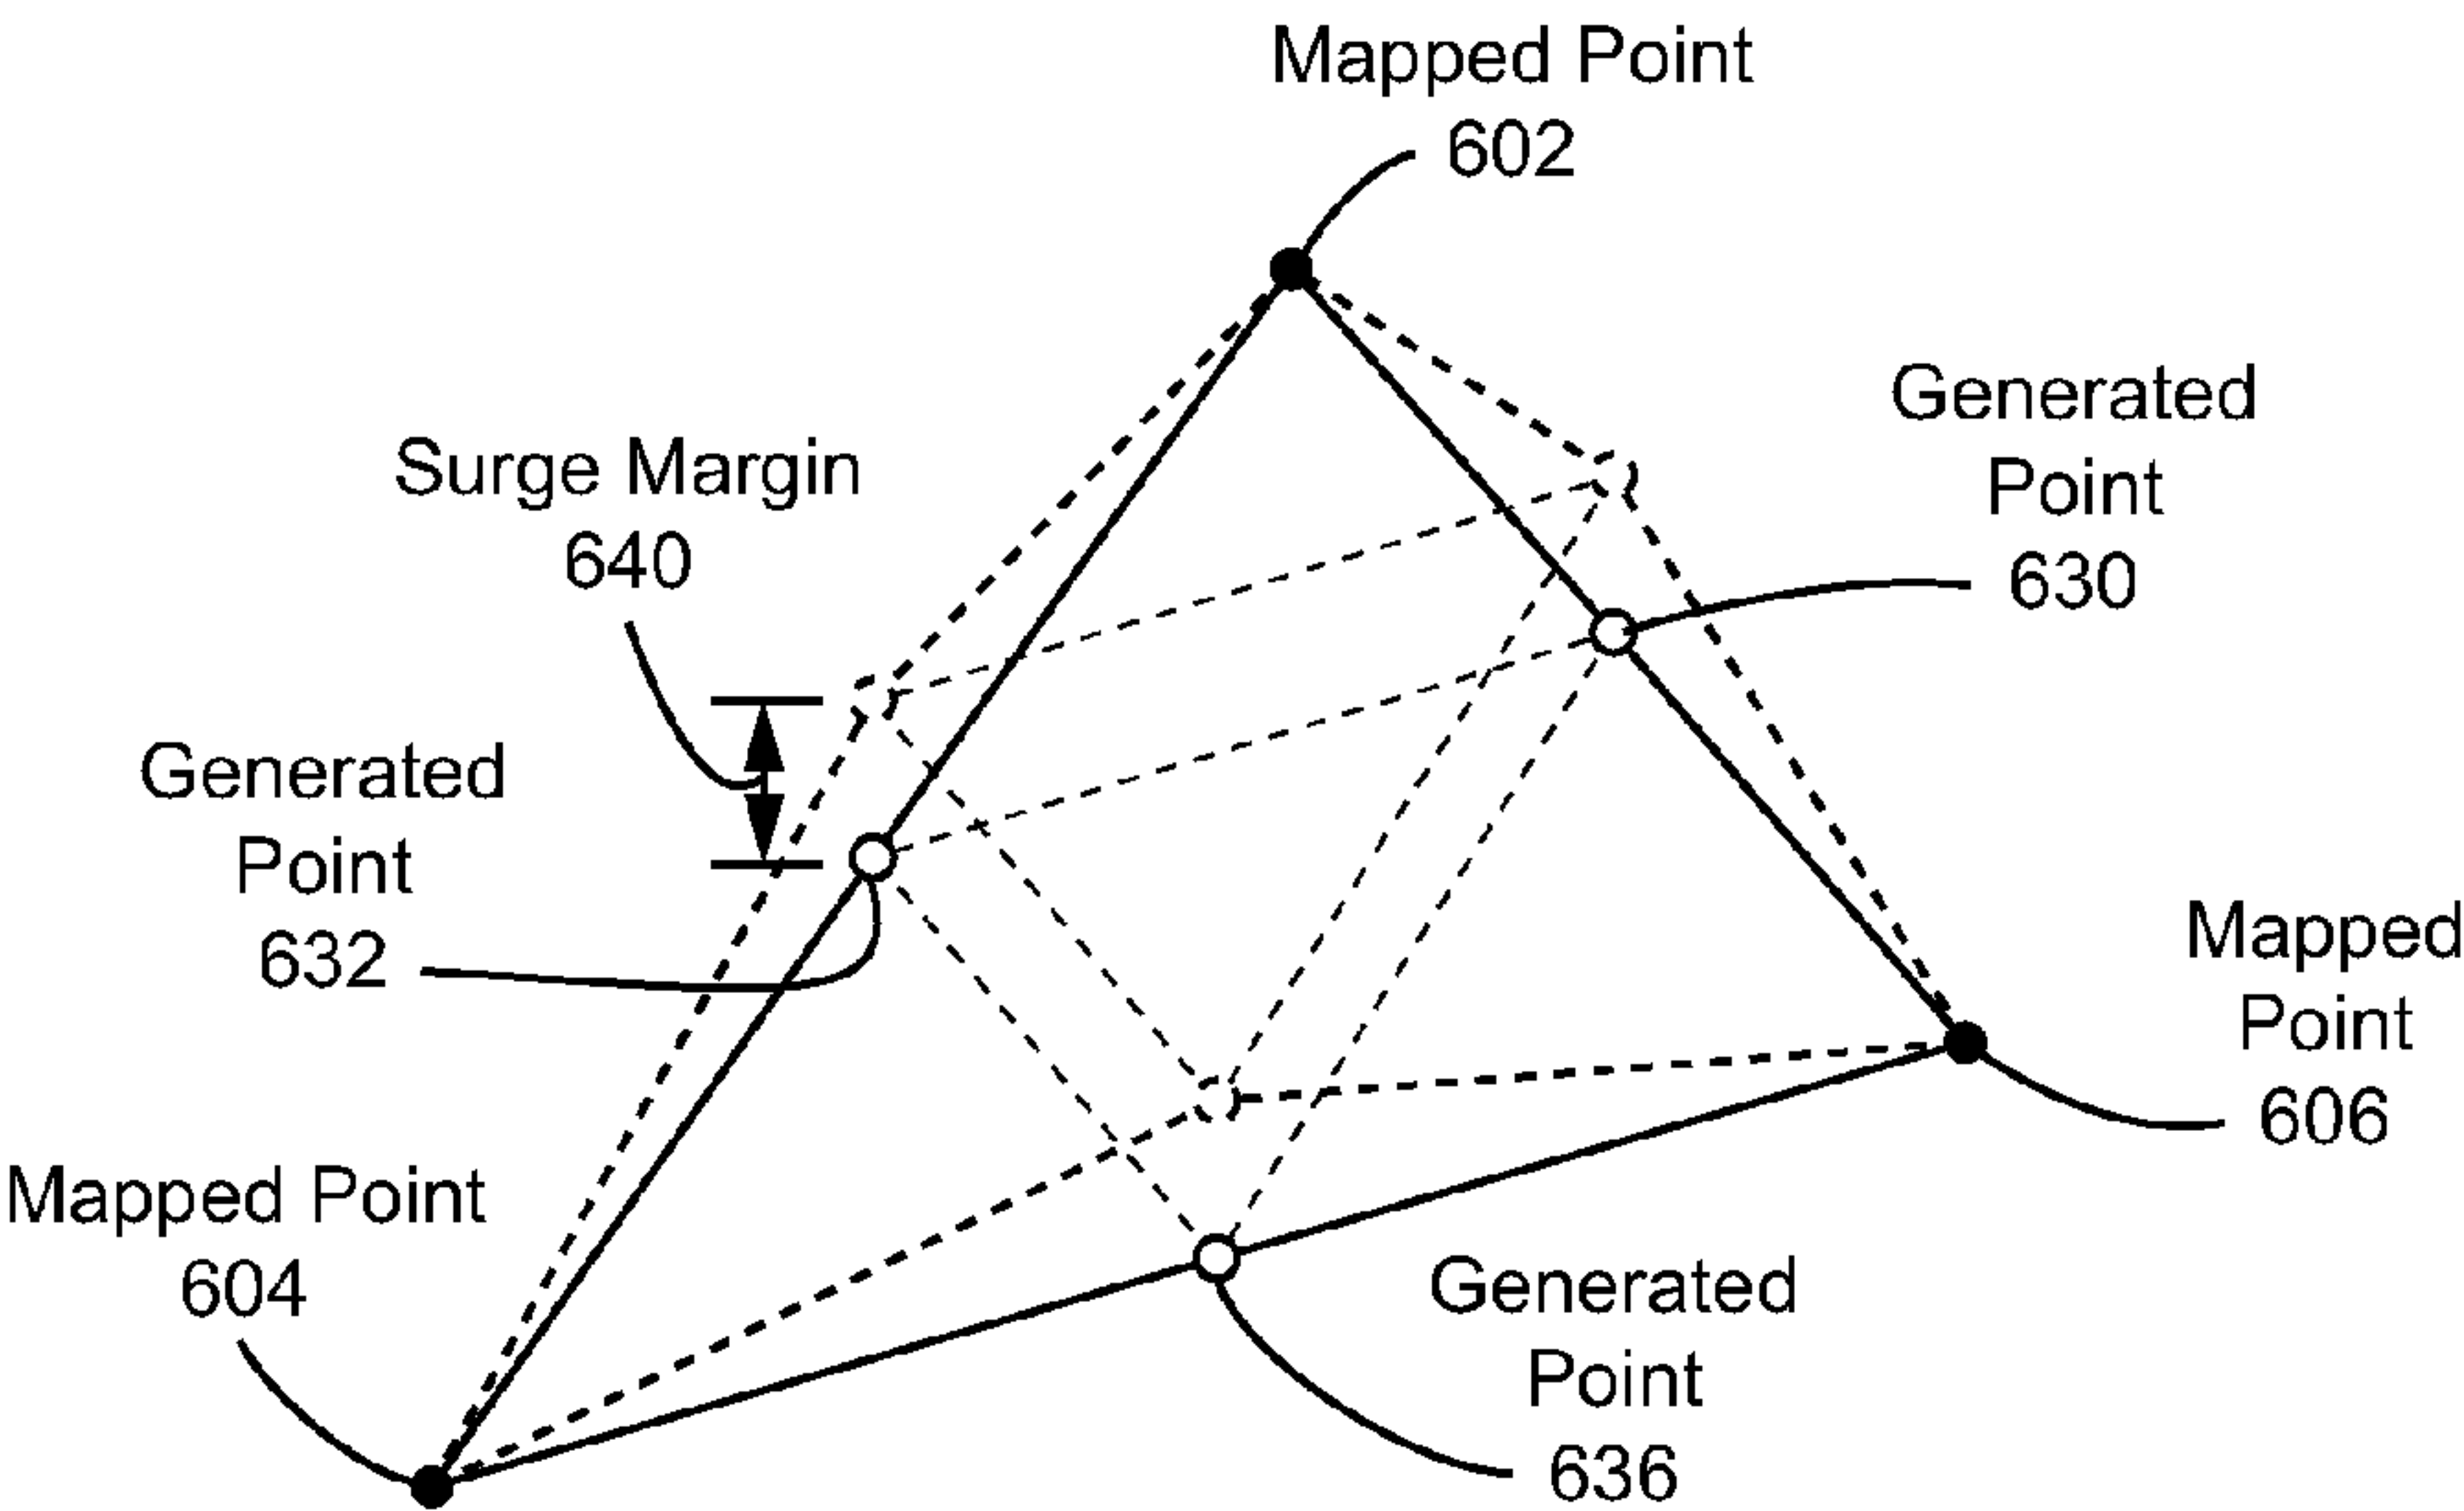 Mapped Point
602
Generated
Point
630
Surge Margin
640
Generated
Point
632
Mapped
Point
606
Mapped Point
604
Generated
Point
636